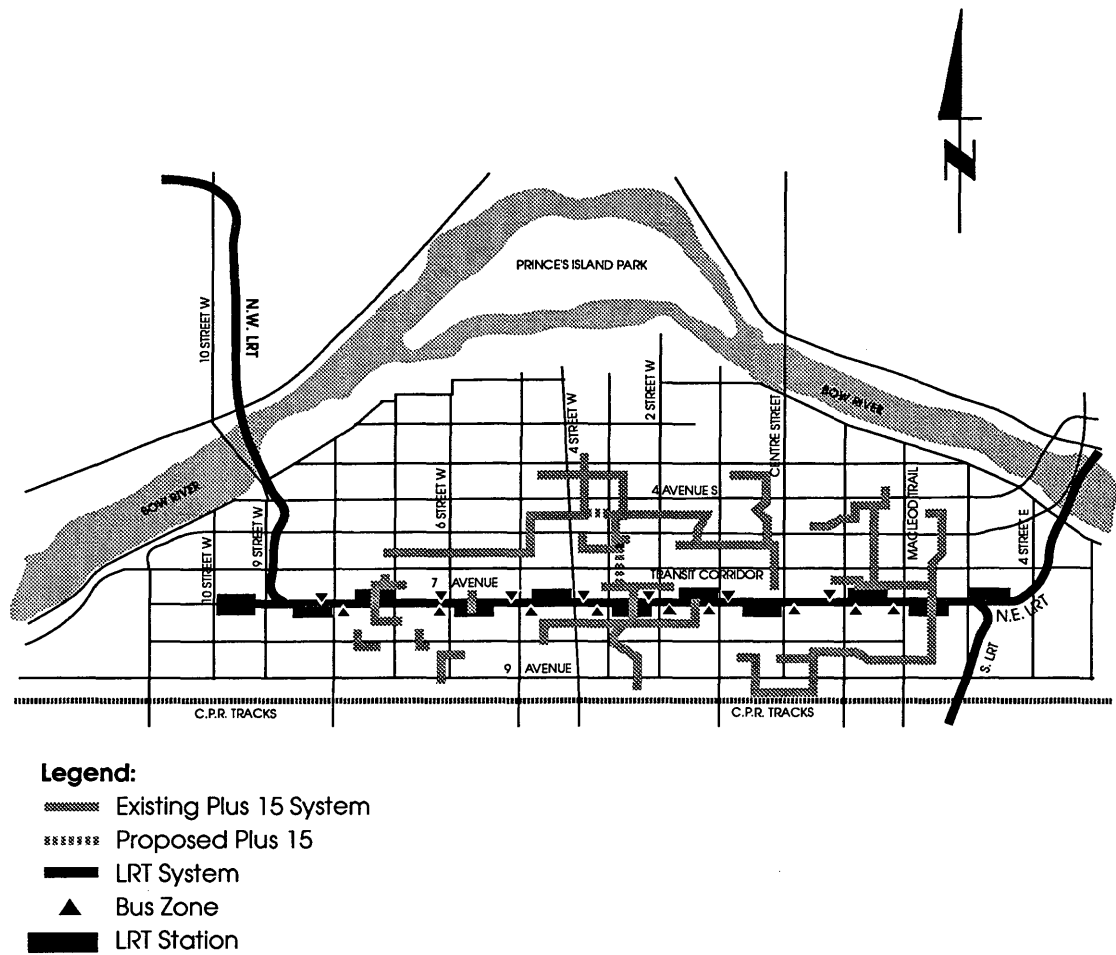 N
PRINCE'S ISLAND PARK
10 STREET W
N.W. LRT
2 STREET W
4 STREET W
CENTRE STREET
BOW RIVER
BOW RIVER
6 STREET W
4 AVENUE S
MACLEOD TRAIL
9 STREET W
10 STREET W
4 STREET E
7 AVENUE
TRANSIT CORRIDOR
N.E. LRT
S. LRT
9 AVENUE
C.P.R. TRACKS
C.P.R. TRACKS
Legend:
Existing Plus 15 System
Proposed Plus 15
LRT System
Bus Zone
LRT Station